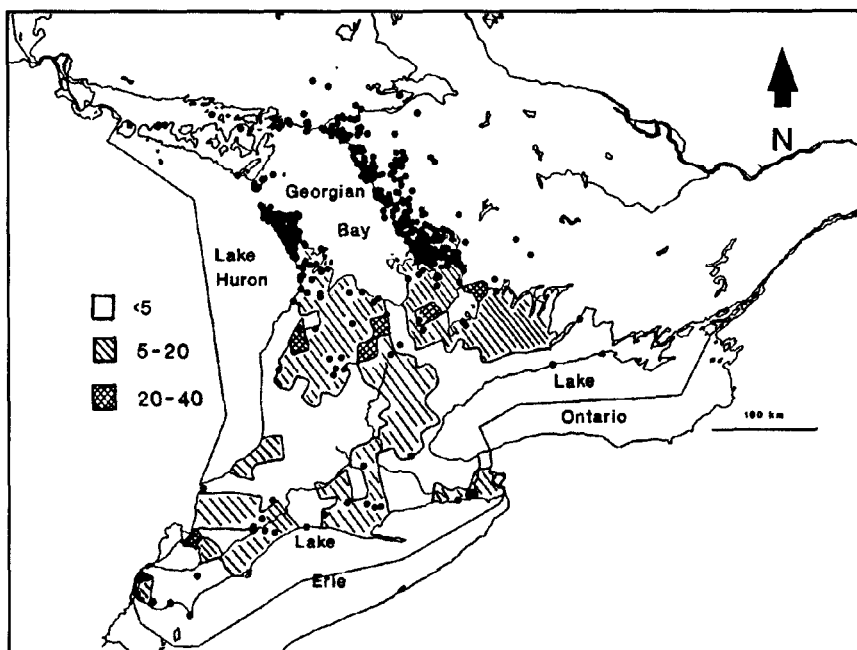 N
Georgian
Bay
Lake
Huron
<5
5-20
20-40
Lake
Ontario
100 km
Lake
Erie